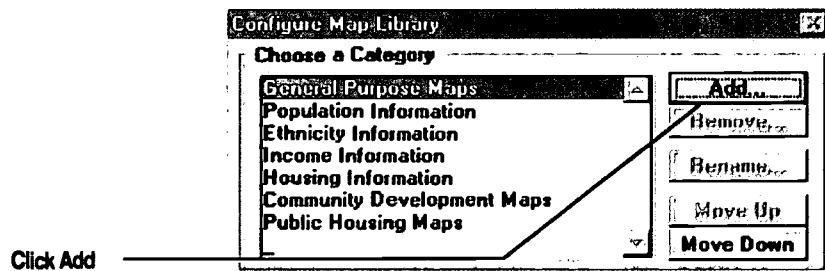 Configure Map Library
Choose a Category
General Purpose Maps
Population Information
Ethnicity Information
Income Information
Housing Information
Community Development Maps
Public Housing Maps
Add...
Remove...
Rename...
Move Up
Move Down
Click Add